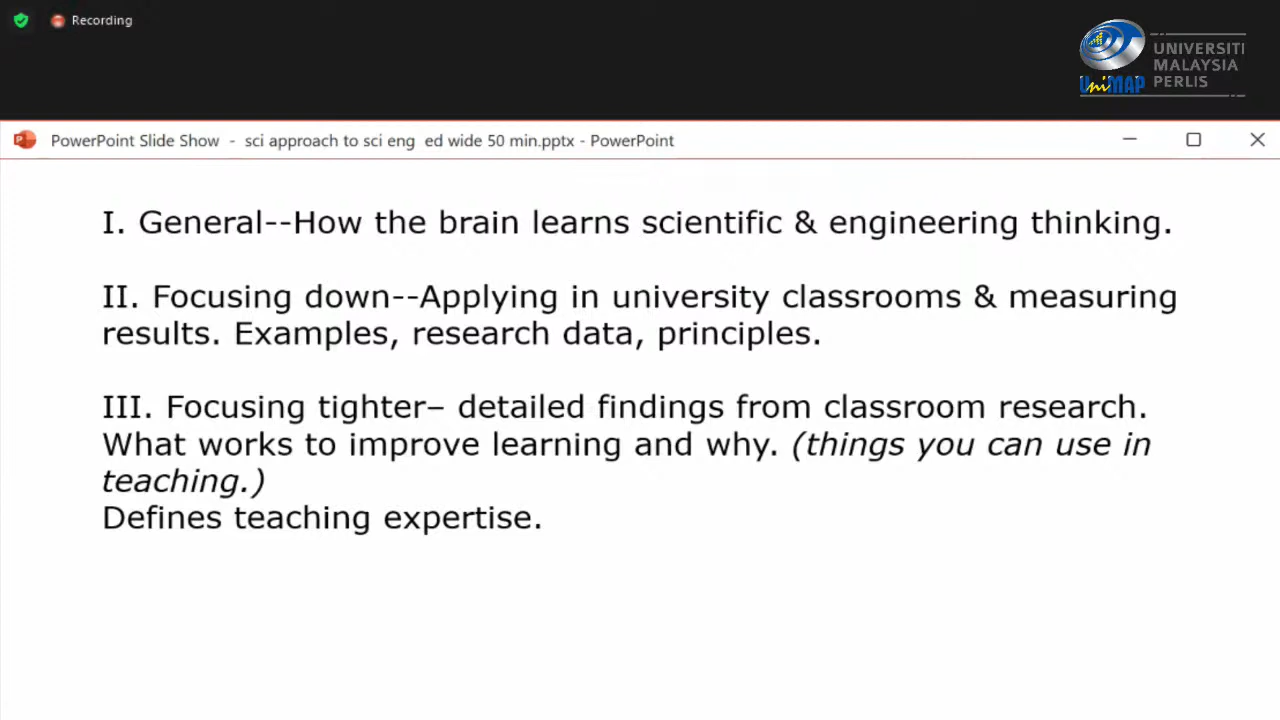 Recording
UNIVERSITI
MALAYSIA
PERLIS
UniMAP
PowerPoint Slide Show - sci approach to sci eng ed wide 50 min.pptx - PowerPoint
I. General--How the brain learns scientific & engineering thinking.
II. Focusing down--Applying in university classrooms & measuring
results. Examples, research data, principles.
III. Focusing tighter– detailed findings from classroom research.
What works to improve learning and why. (things you can use in
teaching.)
Defines teaching expertise.